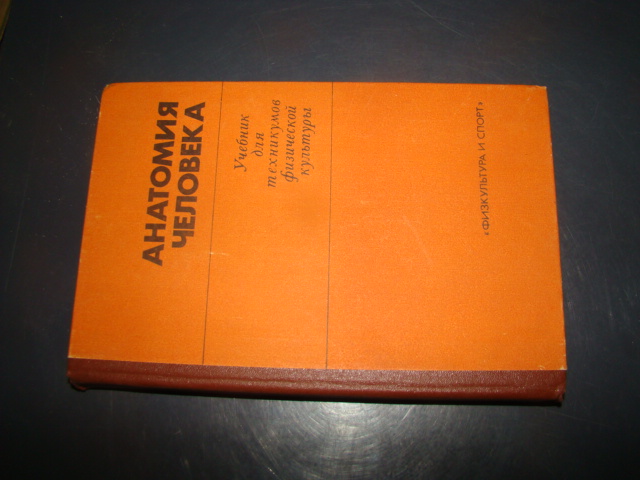 АНАТОМИЯ
ЧЕЛОВЕКА
Учебник
для
техникумов
физической
культуры
«ФИЗКУЛЬТУРА И СПОРТ»